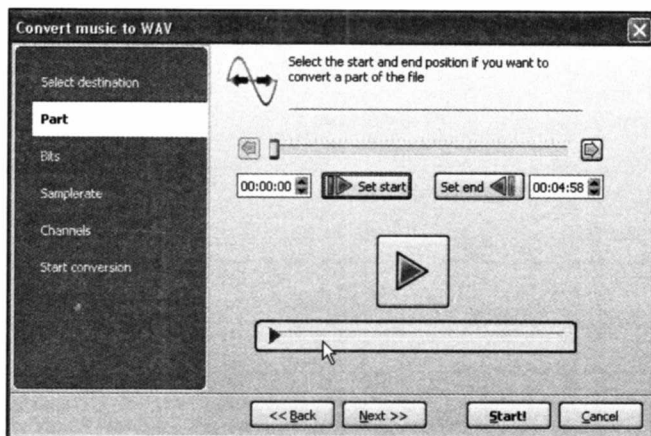 Convert music to WAV
Select destination
Part
Bits
Samplerate
Channels
Start conversion
Select the start and end position if you want to
convert a part of the file
00:00:00 Set start Set end 00:04:58
<< Back Next >> Start! Cancel